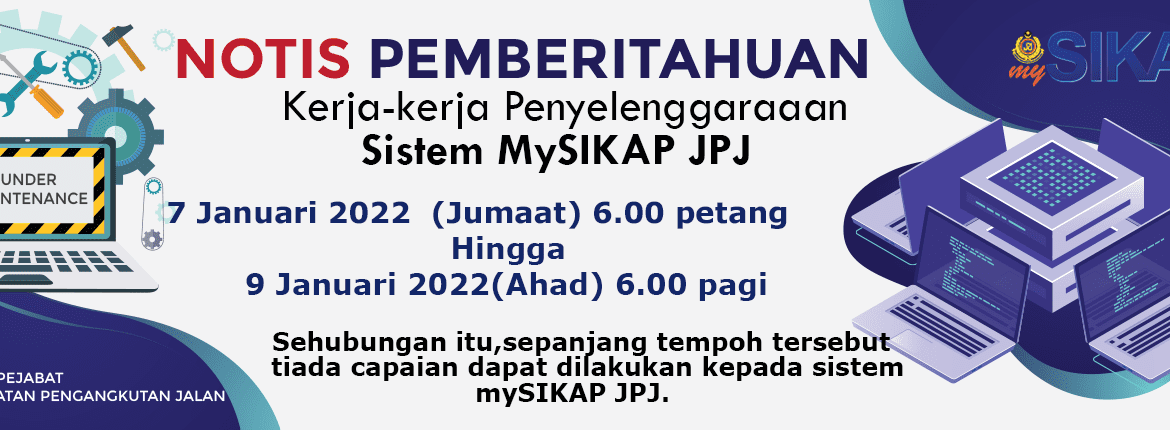 NOTIS PEMBERITAHUAN
Kerja-kerja Penyelenggaraaan
Sistem MySIKAP JPJ
7 Januari 2022 (Jumaat) 6.00 petang
Hingga
9 Januari 2022(Ahad) 6.00 pagi
Sehubungan itu,sepanjang tempoh tersebut
tiada capaian dapat dilakukan kepada sistem
mySIKAP JPJ.
UNDER
NTENANCE
PEJABAT
ATAN PENGANGKUTAN JALAN
mySIKA